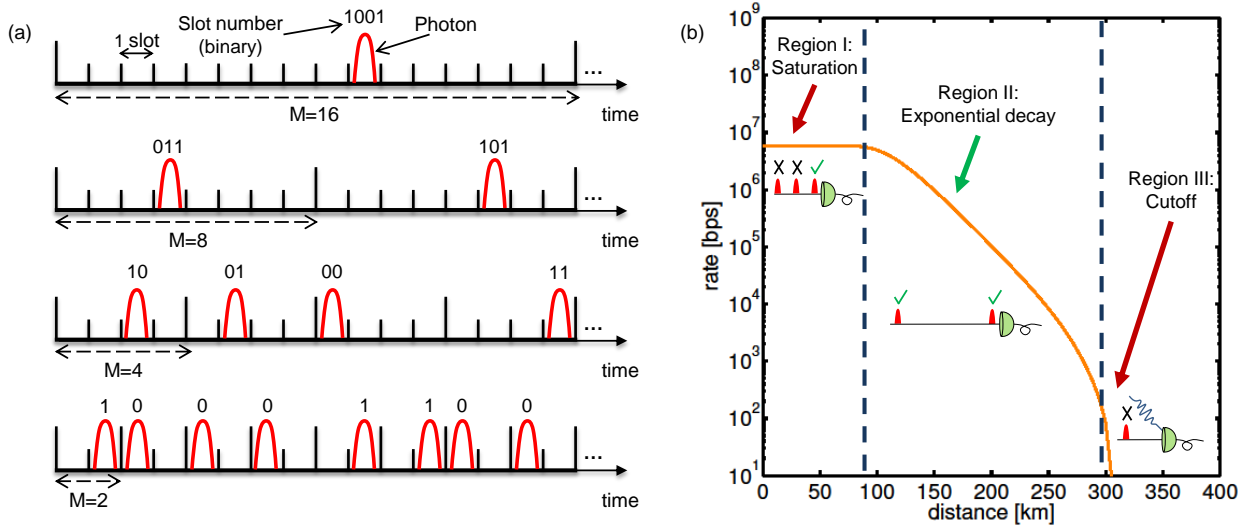 (a)
Slot number
(binary)
1001
Photon
1 slot
...
time
M=16
011
101
...
time
M=8
10
01
00
11
...
time
M=4
1
0
0
0
1
1
0
0
...
time
M=2
(b)
rate [bps]
10^9
10^8
10^7
10^6
10^5
10^4
10^3
10^2
10^1
Region I:
Saturation
Region II:
Exponential decay
Region III:
Cutoff
X X ✓
✓ ✓
X
0 50 100 150 200 250 300 350 400
distance [km]